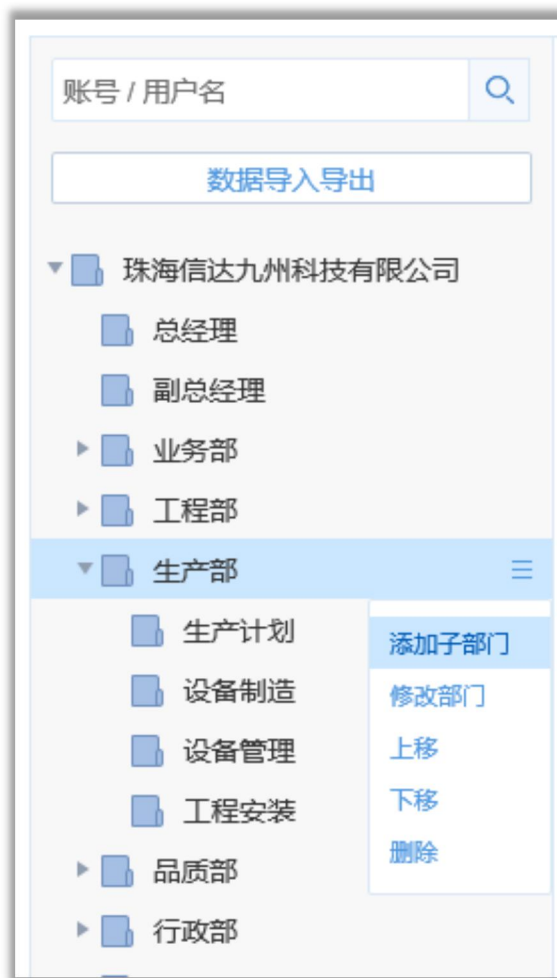 账号 / 用户名
数据导入导出
珠海信达九州科技有限公司
总经理
副总经理
业务部
工程部
生产部
生产计划
添加子部门
设备制造
修改部门
设备管理
上移
工程安装
下移
删除
品质部
行政部